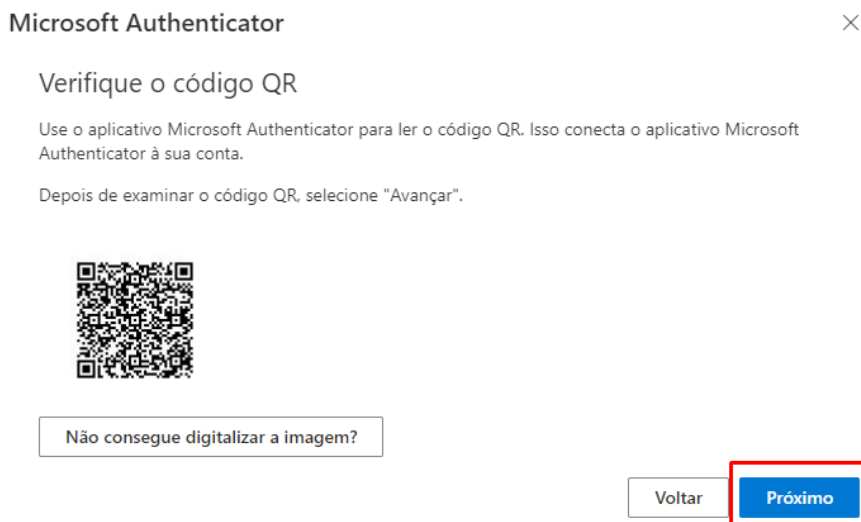 Microsoft Authenticator
Verifique o código QR
Use o aplicativo Microsoft Authenticator para ler o código QR. Isso conecta o aplicativo Microsoft
Authenticator à sua conta.
Depois de examinar o código QR, selecione "Avançar".
Não consegue digitalizar a imagem?
Voltar
Próximo